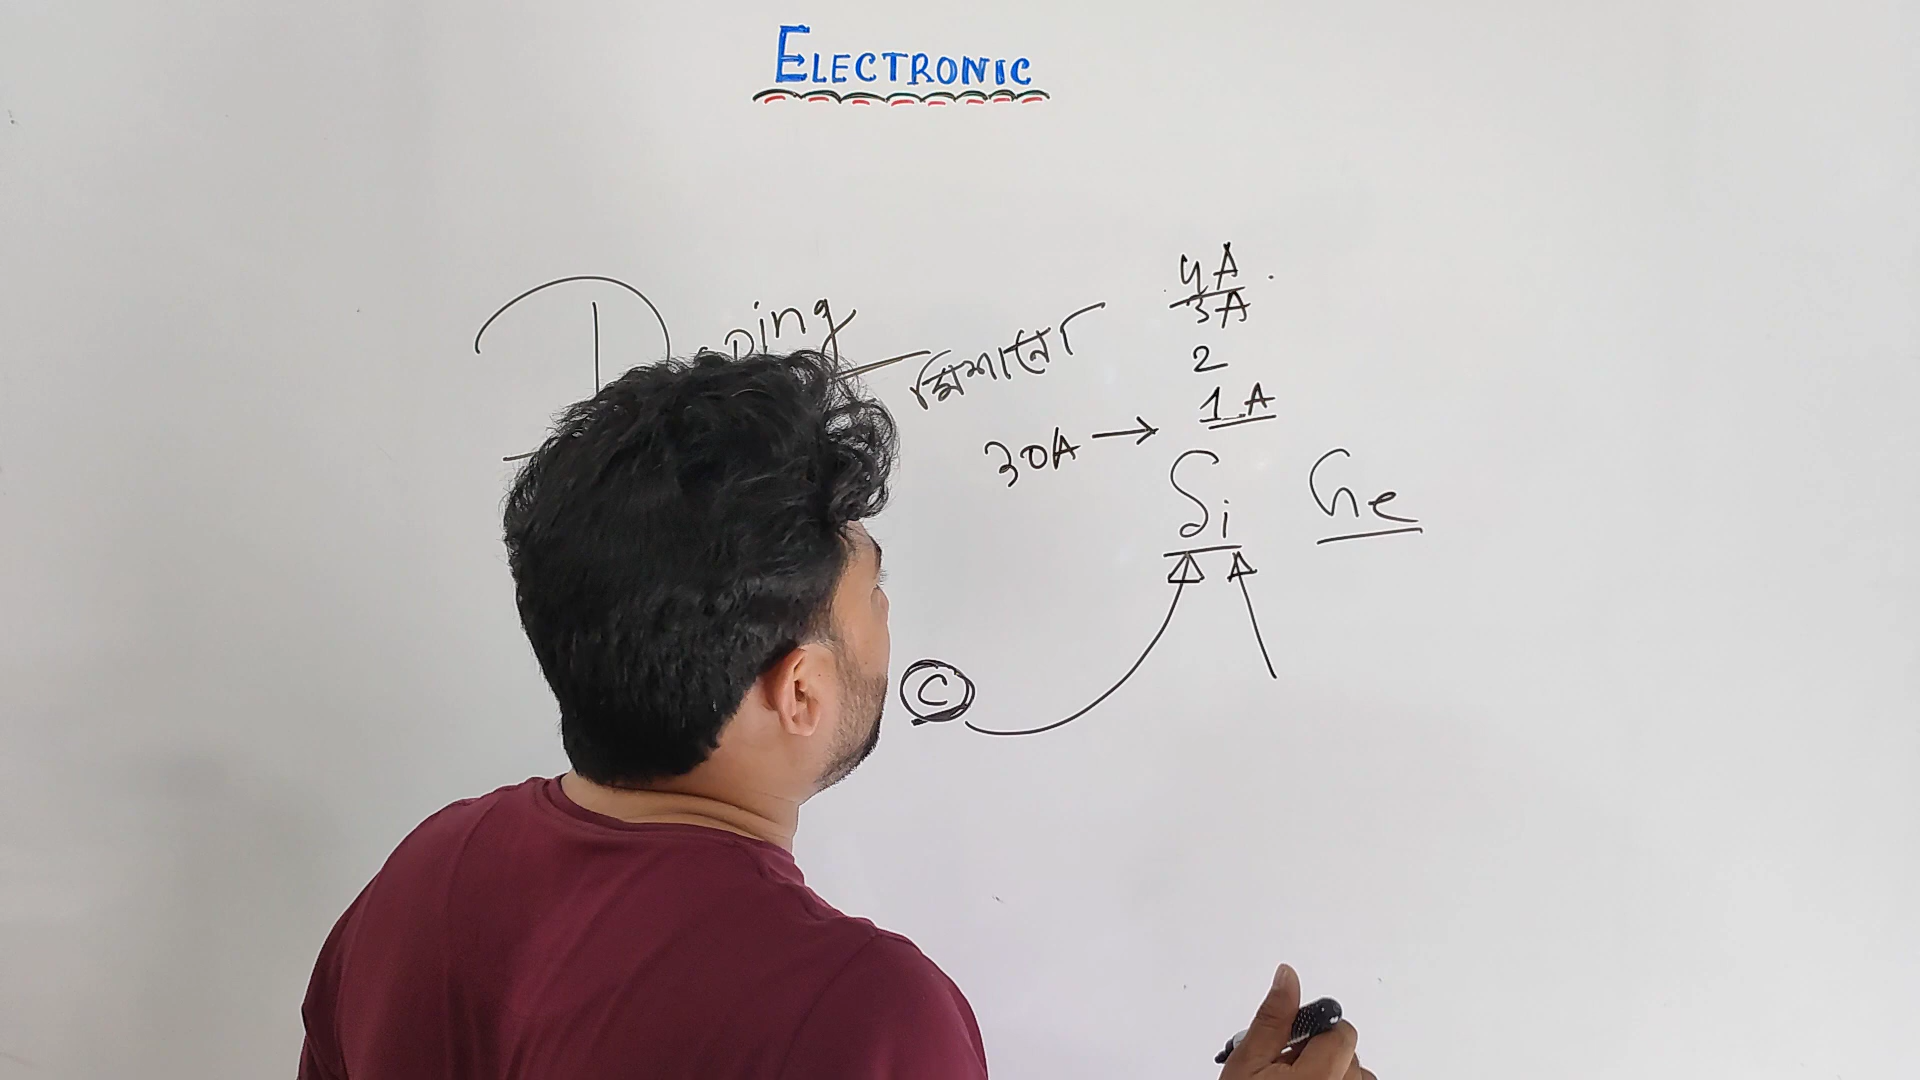 ELECTRONIC
Doping
মেশানো
4A
3A
2
1A
30A →
Si Ge
C